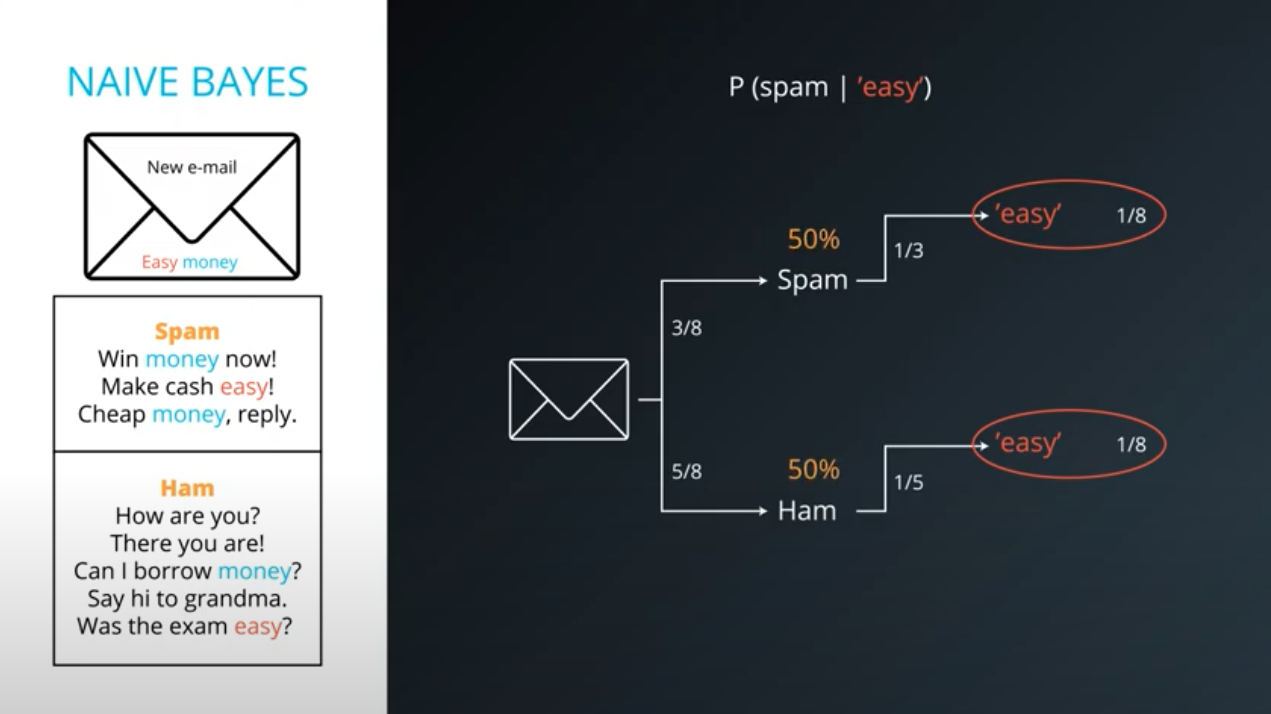 NAIVE BAYES
New e-mail
Easy money
Spam
Win money now!
Make cash easy!
Cheap money, reply.
Ham
How are you?
There you are!
Can I borrow money?
Say hi to grandma.
Was the exam easy?
P (spam | ’easy’)
’easy’ 1/8
50%
1/3
Spam
3/8
’easy’ 1/8
5/8
50%
1/5
Ham